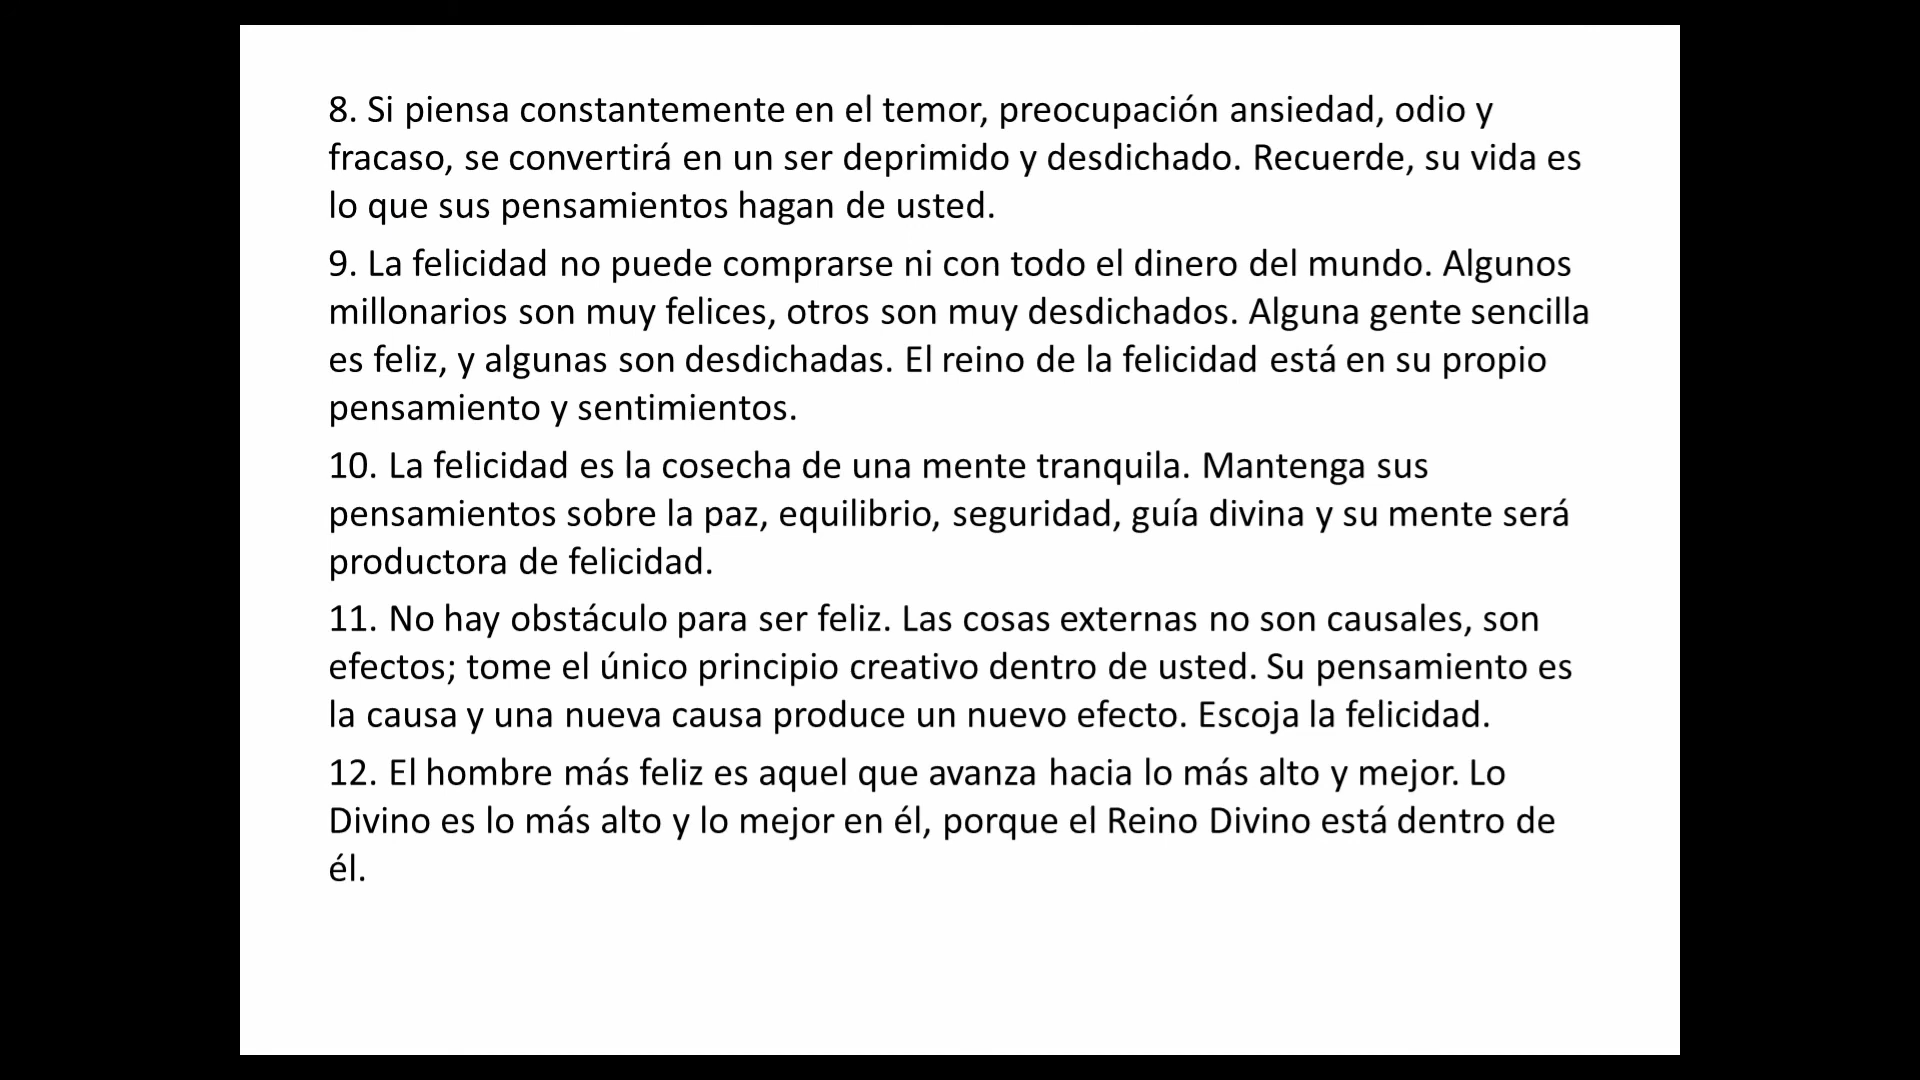 8. Si piensa constantemente en el temor, preocupación ansiedad, odio y
fracaso, se convertirá en un ser deprimido y desdichado. Recuerde, su vida es
lo que sus pensamientos hagan de usted.
9. La felicidad no puede comprarse ni con todo el dinero del mundo. Algunos
millonarios son muy felices, otros son muy desdichados. Alguna gente sencilla
es feliz, y algunas son desdichadas. El reino de la felicidad está en su propio
pensamiento y sentimientos.
10. La felicidad es la cosecha de una mente tranquila. Mantenga sus
pensamientos sobre la paz, equilibrio, seguridad, guía divina y su mente será
productora de felicidad.
11. No hay obstáculo para ser feliz. Las cosas externas no son causales, son
efectos; tome el único principio creativo dentro de usted. Su pensamiento es
la causa y una nueva causa produce un nuevo efecto. Escoja la felicidad.
12. El hombre más feliz es aquel que avanza hacia lo más alto y mejor. Lo
Divino es lo más alto y lo mejor en él, porque el Reino Divino está dentro de
él.